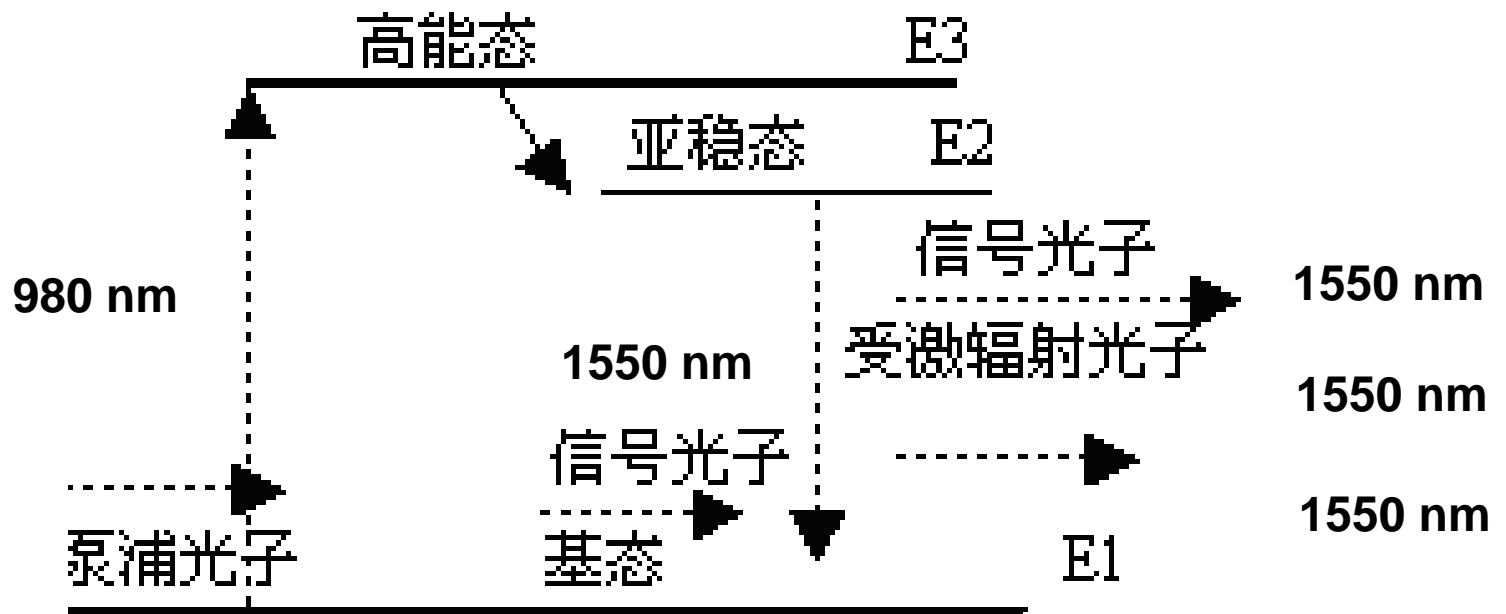 高能态 E3
亚稳态 E2
信号光子
980 nm
1550 nm
受激辐射光子
1550 nm
1550 nm
信号光子
1550 nm
泵浦光子
基态
E1